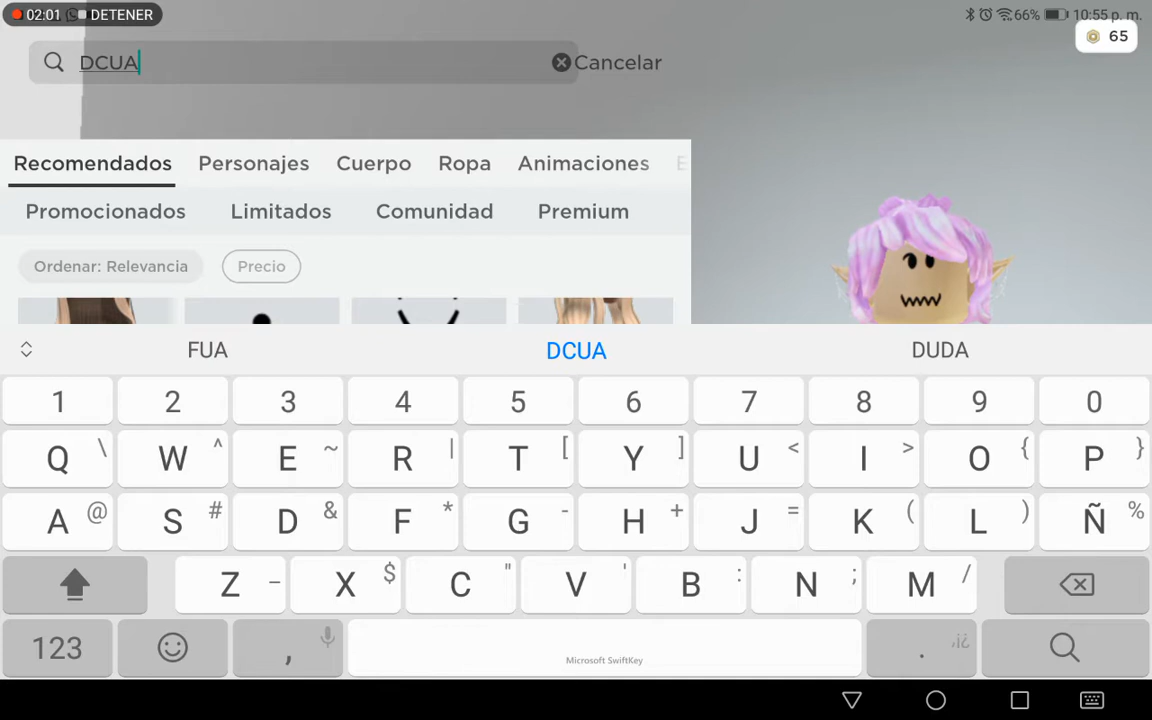 02:01 DETENER 66% 10:55 p. m.
65
DCUA Cancelar
Recomendados Personajes Cuerpo Ropa Animaciones E
Promocionados Limitados Comunidad Premium
Ordenar: Relevancia Precio
FUA DCUA DUDA
1 2 3 4 5 6 7 8 9 0
Q \ W ^ E ~ R | T [ Y ] U < I > O { P }
A @ S # D & F * G - H + J = K ( L ) Ñ %
Z _ X $ C " V ' B : N ; M /
123 , Microsoft SwiftKey . ,¡¿